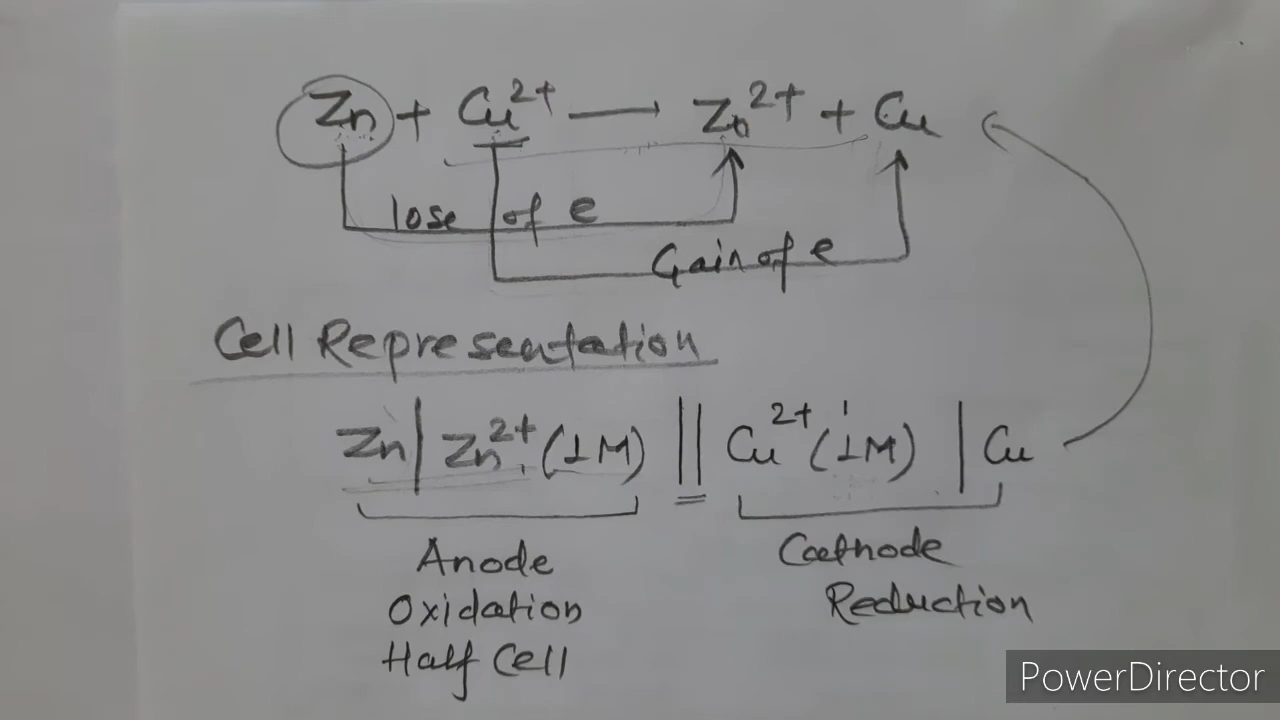 Zn + Cu²⁺ → Zn²⁺ + Cu
lose of e
Gain of e
Cell Representation
Zn | Zn²⁺ (1M) || Cu²⁺ (1M) | Cu
Anode Cathode
Oxidation Reduction
Half Cell
PowerDirector